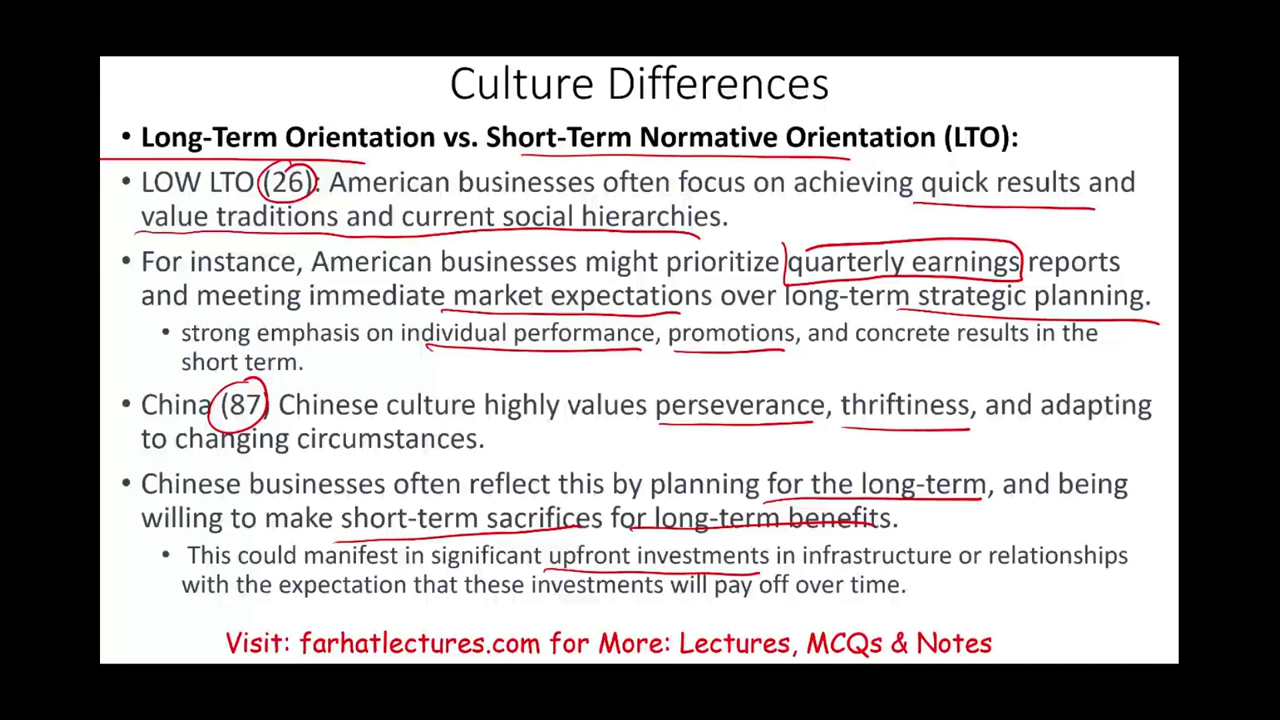 Culture Differences
• Long-Term Orientation vs. Short-Term Normative Orientation (LTO):
• LOW LTO (26): American businesses often focus on achieving quick results and
value traditions and current social hierarchies.
• For instance, American businesses might prioritize quarterly earnings reports
and meeting immediate market expectations over long-term strategic planning.
• strong emphasis on individual performance, promotions, and concrete results in the
short term.
• China (87) Chinese culture highly values perseverance, thriftiness, and adapting
to changing circumstances.
• Chinese businesses often reflect this by planning for the long-term, and being
willing to make short-term sacrifices for long-term benefits.
• This could manifest in significant upfront investments in infrastructure or relationships
with the expectation that these investments will pay off over time.
Visit: farhatlectures.com for More: Lectures, MCQs & Notes